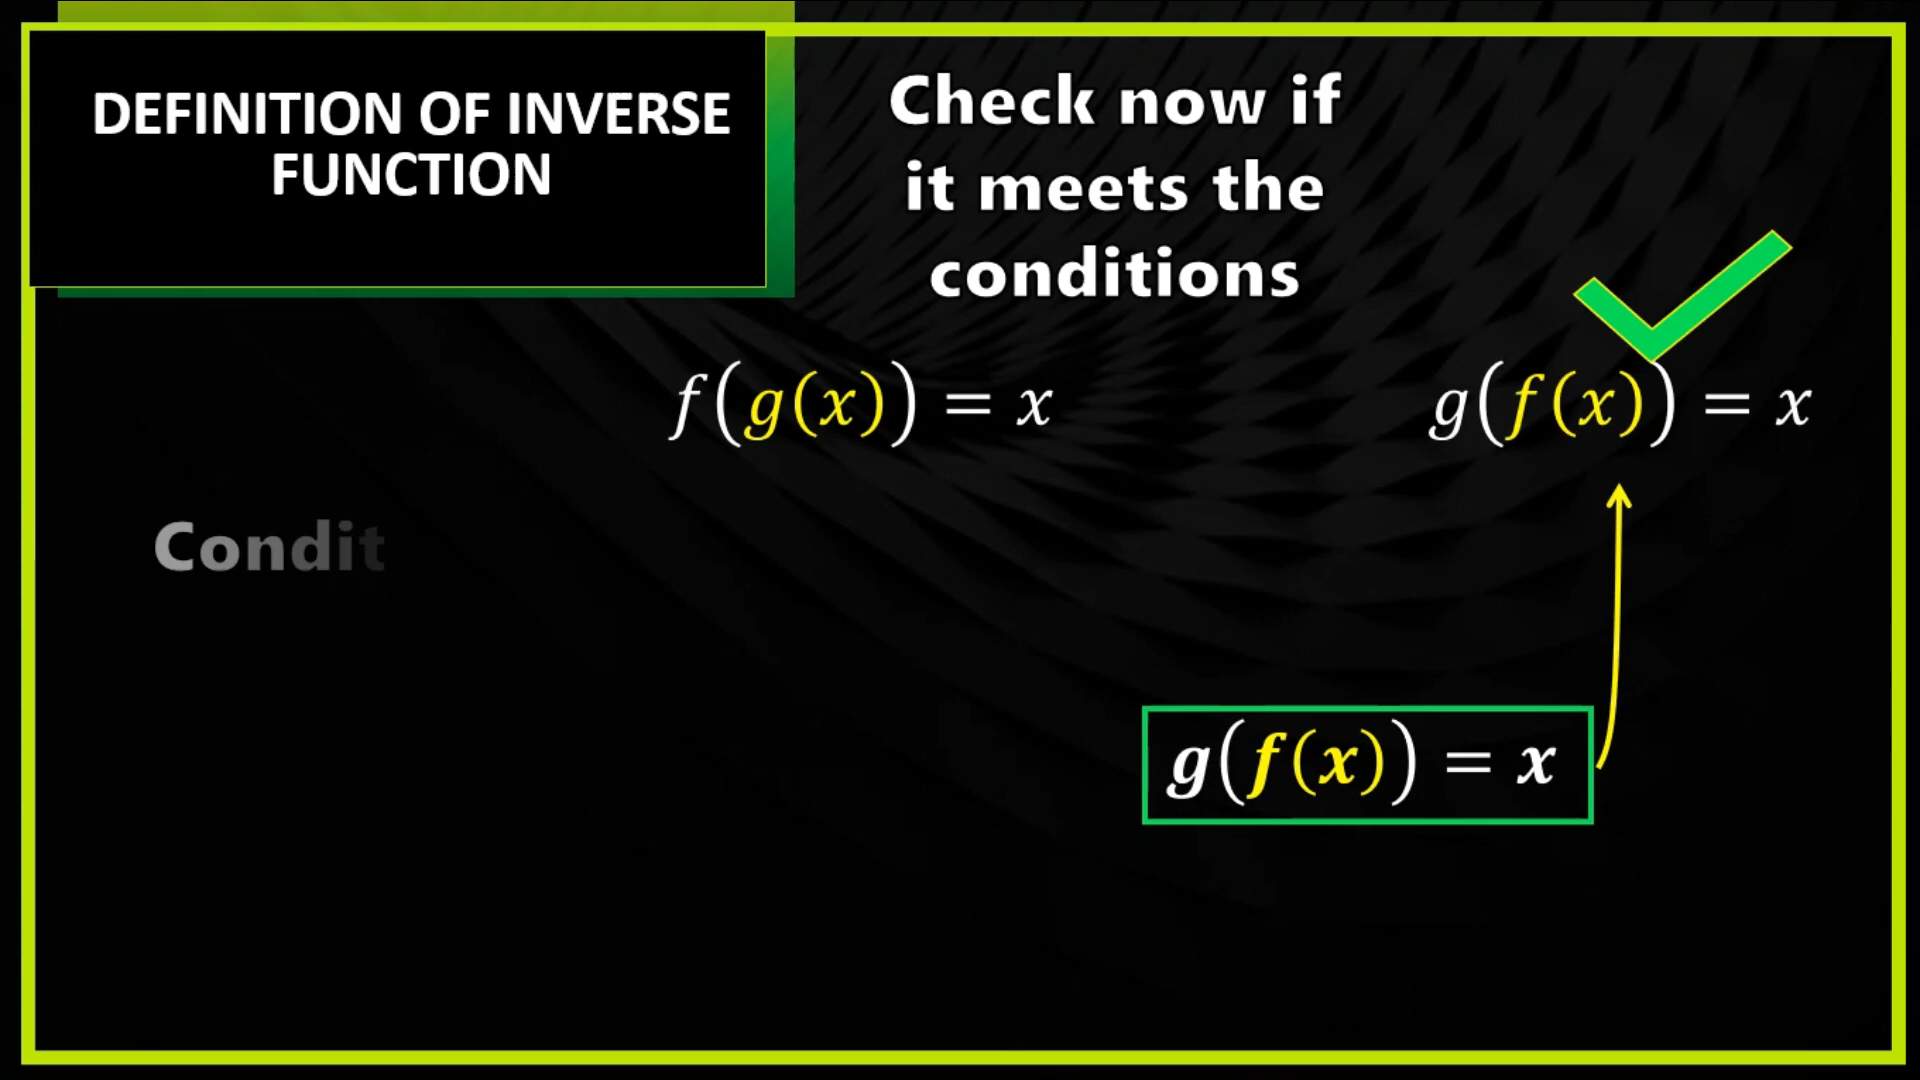 DEFINITION OF INVERSE
FUNCTION
Check now if
it meets the
conditions
f(g(x)) = x
g(f(x)) = x
Condit
g(f(x)) = x